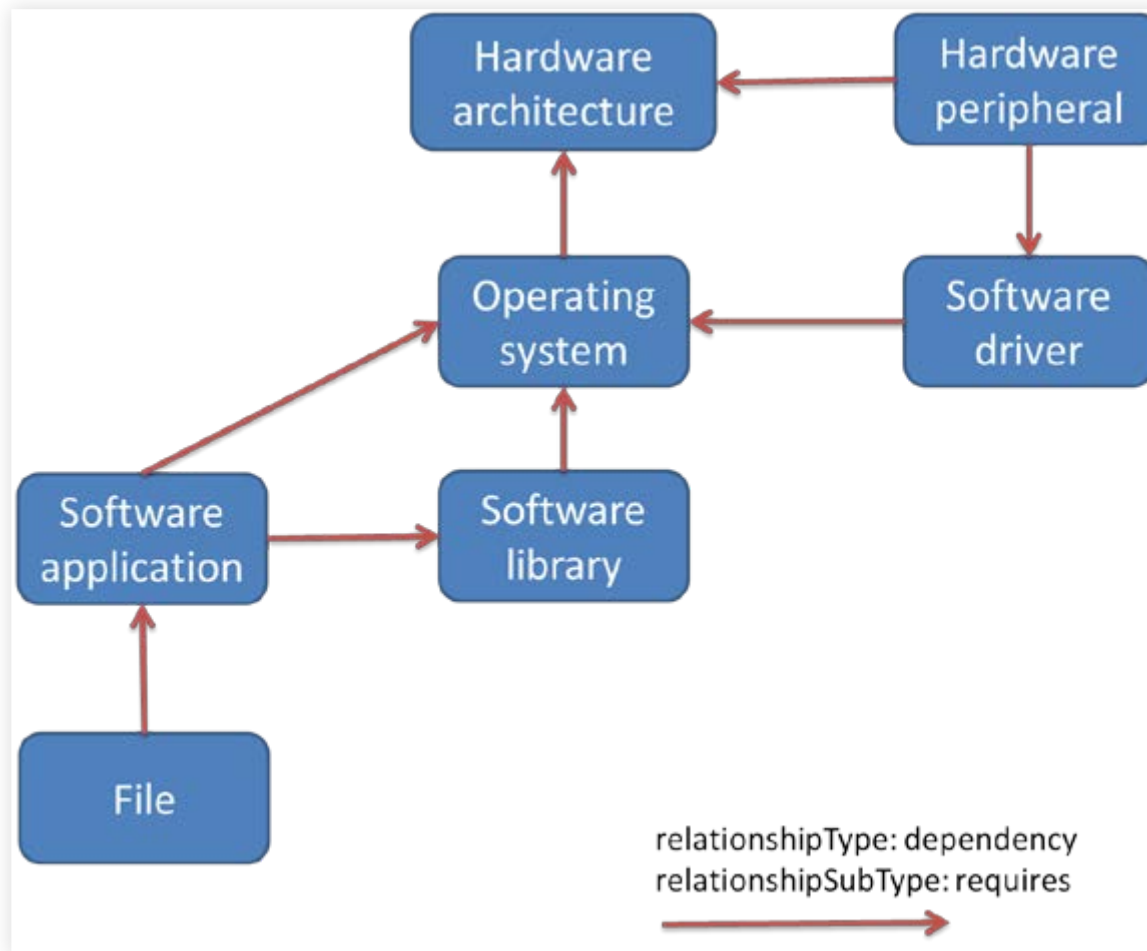 Hardware
architecture
Hardware
peripheral
Operating
system
Software
driver
Software
application
Software
library
File
relationshipType: dependency
relationshipSubType: requires